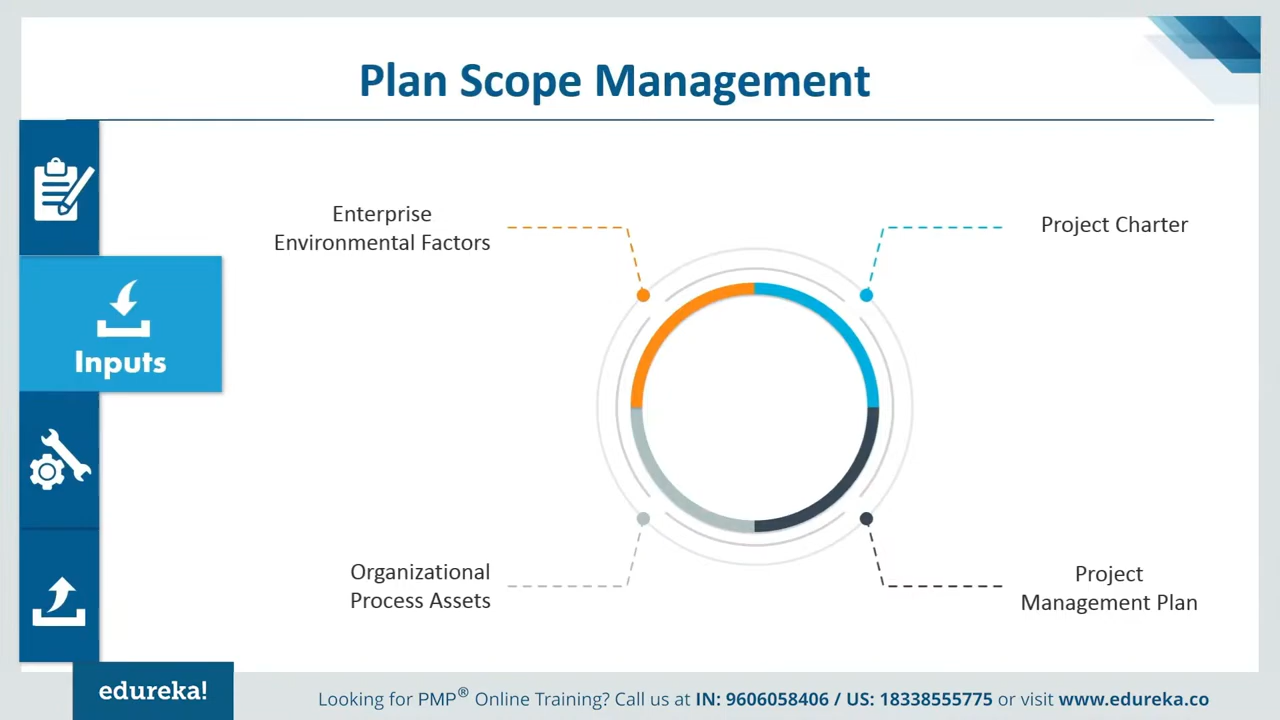 Plan Scope Management
Enterprise
Environmental Factors
Project Charter
Inputs
Organizational
Process Assets
Project
Management Plan
edureka!
Looking for PMP® Online Training? Call us at IN: 9606058406 / US: 18338555775 or visit www.edureka.co